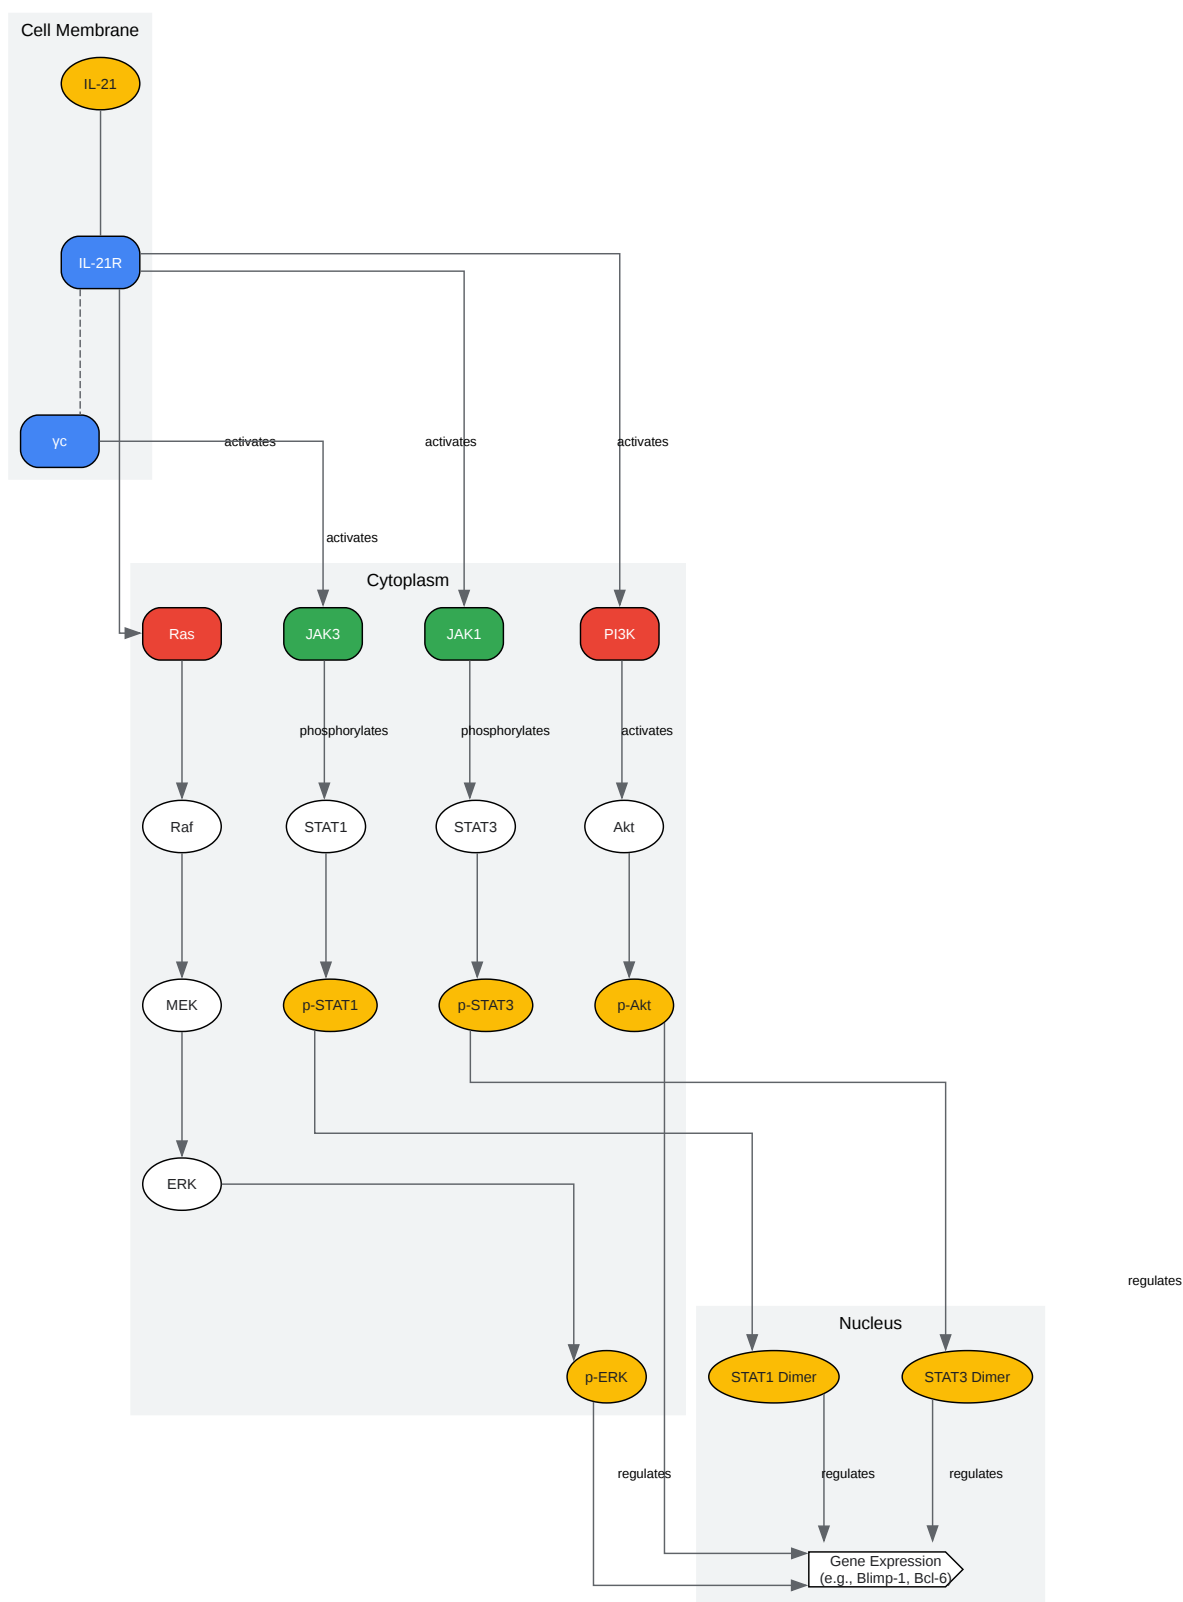 Cell Membrane
IL-21
IL-21R
γc
activates
activates
activates
activates
Cytoplasm
Ras
JAK3
JAK1
PI3K
phosphorylates
phosphorylates
activates
Raf
STAT1
STAT3
Akt
MEK
p-STAT1
p-STAT3
p-Akt
ERK
regulates
Nucleus
p-ERK
STAT1 Dimer
STAT3 Dimer
regulates
regulates
regulates
Gene Expression
(e.g., Blimp-1, Bcl-6)